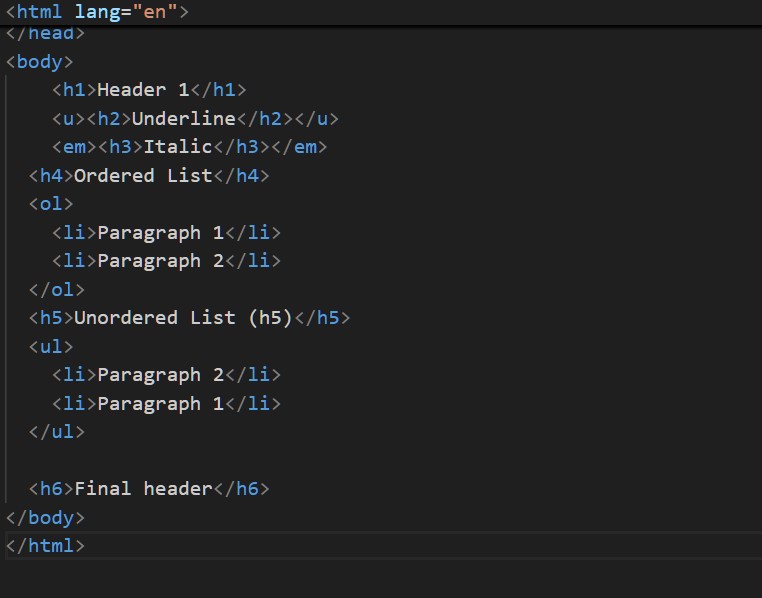 <html lang="en">
</head>
<body>
<h1>Header 1</h1>
<u><h2>Underline</h2></u>
<em><h3>Italic</h3></em>
<h4>Ordered List</h4>
<ol>
<li>Paragraph 1</li>
<li>Paragraph 2</li>
</ol>
<h5>Unordered List (h5)</h5>
<ul>
<li>Paragraph 2</li>
<li>Paragraph 1</li>
</ul>
<h6>Final header</h6>
</body>
</html>